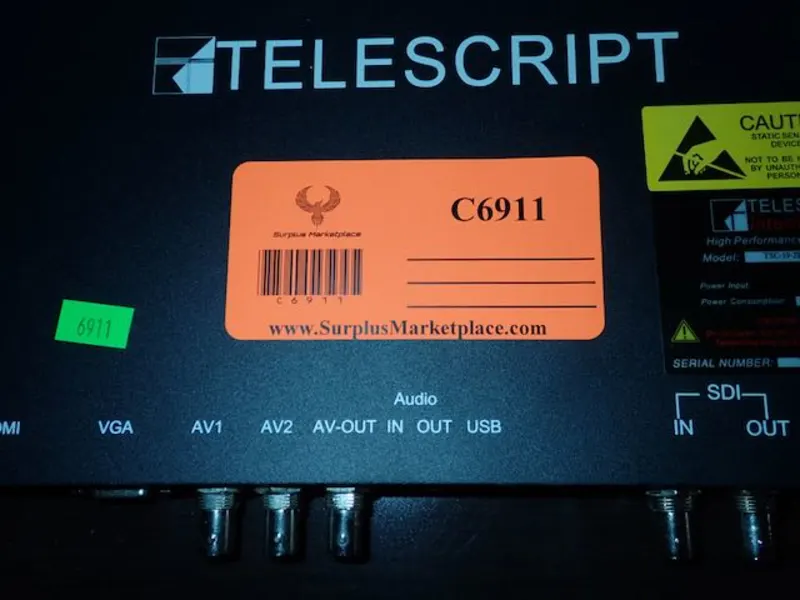 TELESCRIPT
CAUT
STATIC SEN
DEVICE
NOT TO BE
BY UNAUTH
PERSON
C6911
Surplus Marketplace
C6911
www.SurplusMarketplace.com
6911
TELES
High Performance
Model:
Power Input
Power Consumption
SERIAL NUMBER:
Audio
SDI
MI VGA AV1 AV2 AV-OUT IN OUT USB IN OUT